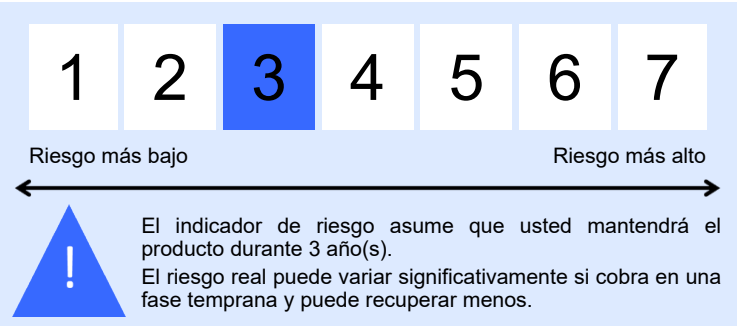 1 2 3 4 5 6 7
Riesgo más bajo Riesgo más alto
!
El indicador de riesgo asume que usted mantendrá el
producto durante 3 año(s).
El riesgo real puede variar significativamente si cobra en una
fase temprana y puede recuperar menos.